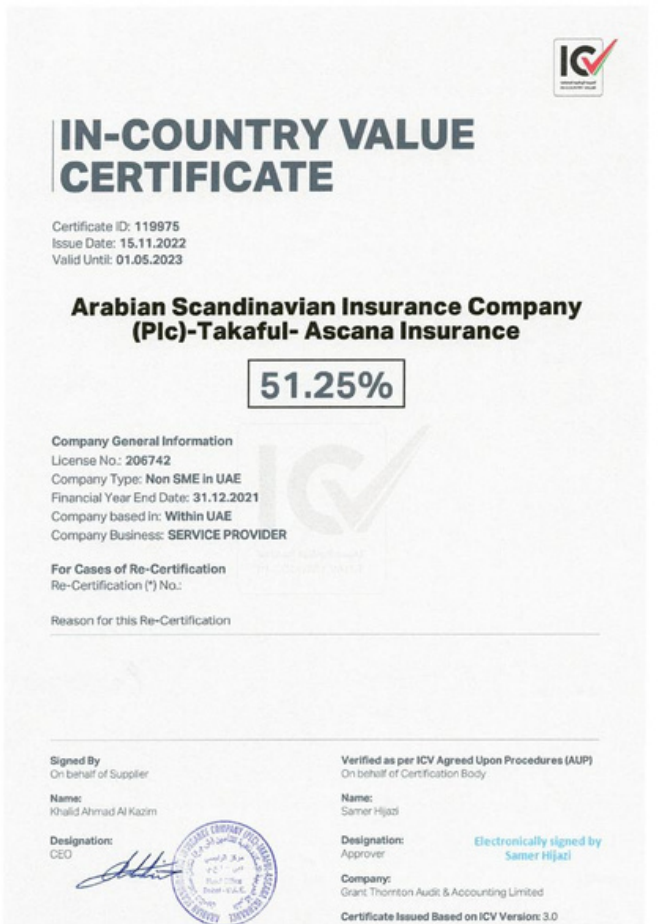 ICV
IN-COUNTRY VALUE
CERTIFICATE
Certificate ID: 119975
Issue Date: 15.11.2022
Valid Until: 01.05.2023
Arabian Scandinavian Insurance Company
(Plc)-Takaful- Ascana Insurance
51.25%
Company General Information
License No.: 206742
Company Type: Non SME in UAE
Financial Year End Date: 31.12.2021
Company based in: Within UAE
Company Business: SERVICE PROVIDER
For Cases of Re-Certification
Re-Certification (*) No.:
Reason for this Re-Certification
Signed By
On behalf of Supplier
Name:
Khalid Ahmad Al Kazim
Designation:
CEO
Verified as per ICV Agreed Upon Procedures (AUP)
On behalf of Certification Body
Name:
Samer Hijazi
Designation:
Approver
Electronically signed by
Samer Hijazi
Company:
Grant Thornton Audit & Accounting Limited
Certificate Issued Based on ICV Version: 3.0